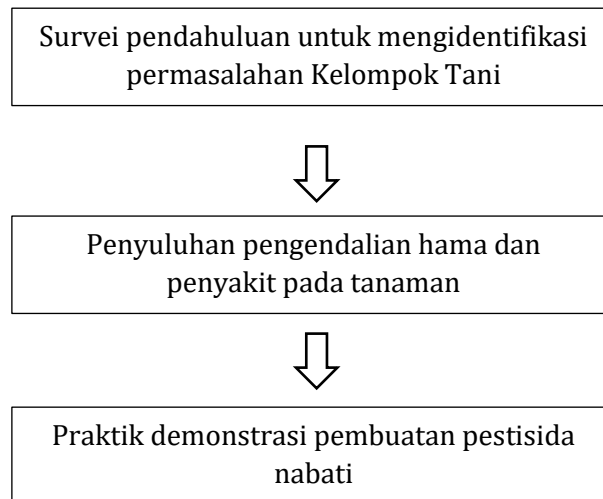 Survei pendahuluan untuk mengidentifikasi
permasalahan Kelompok Tani
Penyuluhan pengendalian hama dan
penyakit pada tanaman
Praktik demonstrasi pembuatan pestisida
nabati